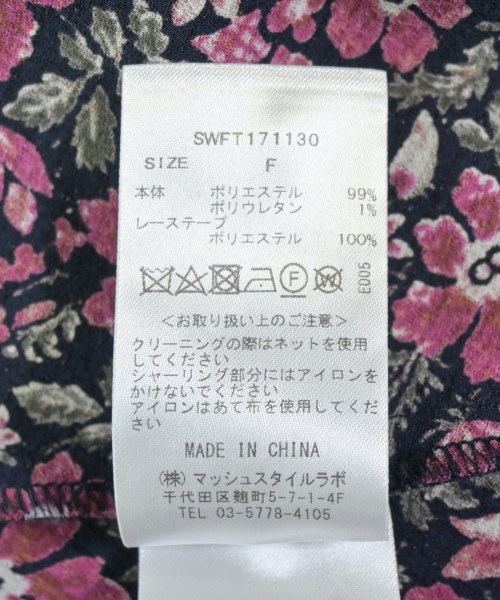 SWFT171130
SIZE F
本体 ポリエステル 99%
ポリウレタン 1%
レーステープ
ポリエステル 100%
F
W
E005
<お取り扱い上のご注意>
クリーニングの際はネットを使用
してください
シャーリング部分にはアイロンを
かけないでください
アイロンはあて布を使用してくだ
さい
MADE IN CHINA
(株)マッシュスタイルラボ
千代田区麹町5-7-1-4F
TEL 03-5778-4105